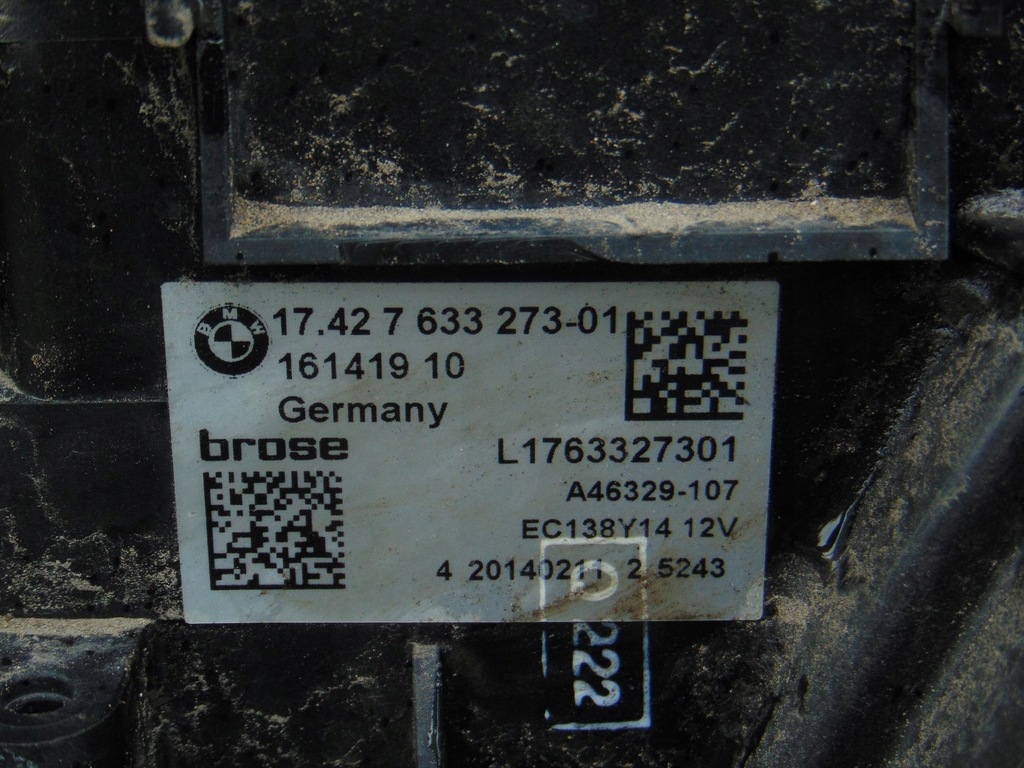 BMW
17.42 7 633 273-01
161419 10
Germany
brose
L1763327301
A46329-107
EC138Y14 12V
4 20140211 2 5243
Q222